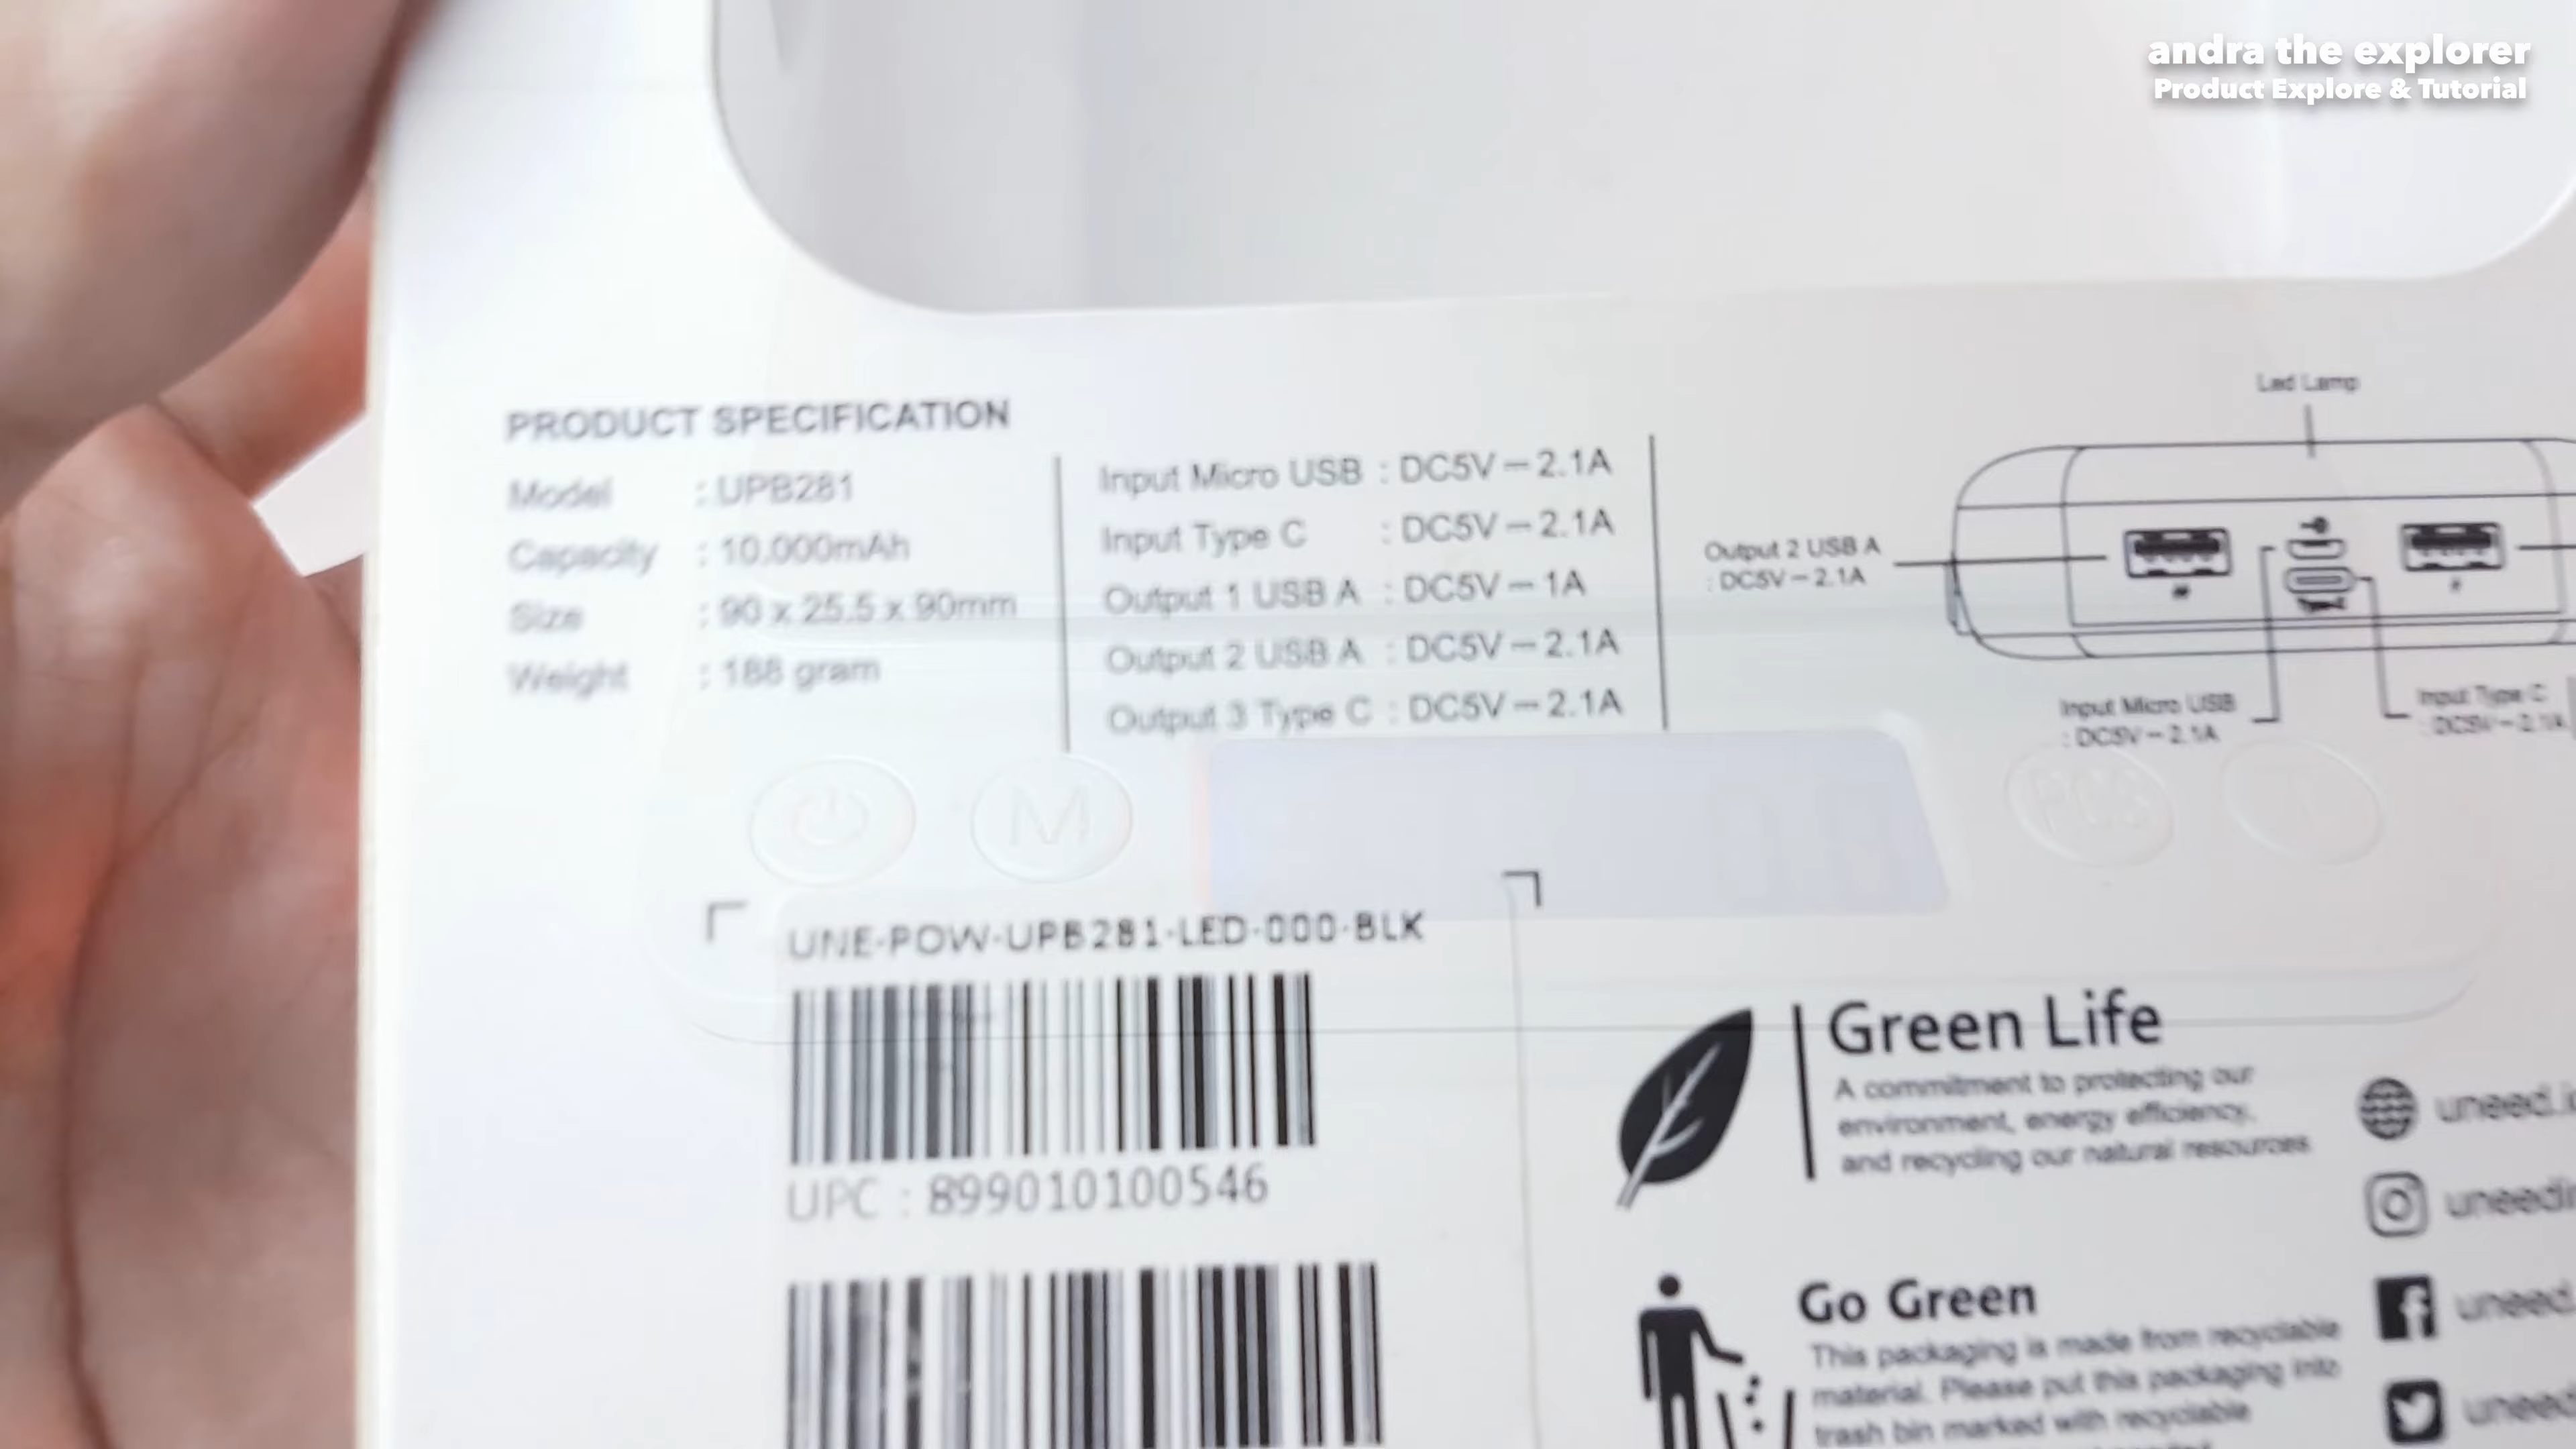 andra the explorer
Product Explore & Tutorial
PRODUCT SPECIFICATION
Model : UPB281
Capacity : 10.000mAh
Size : 90 x 25.5 x 90mm
Weight : 188 gram
Input Micro USB : DC5V⎓2.1A
Input Type C : DC5V⎓2.1A
Output 1 USB A : DC5V⎓1A
Output 2 USB A : DC5V⎓2.1A
Output 3 Type C : DC5V⎓2.1A
Led Lamp
Output 2 USB A
: DC5V⎓2.1A
Input Micro USB
: DC5V⎓2.1A
Input Type C
: DC5V⎓2.1A
M
PCS
T
UNE-POW-UPB281-LED-000-BLK
UPC : 899010100546
Green Life
A commitment to protecting our
environment, energy efficiency,
and recycling our natural resources
Go Green
This packaging is made from recyclable
material. Please put this packaging into
trash bin marked with recyclable